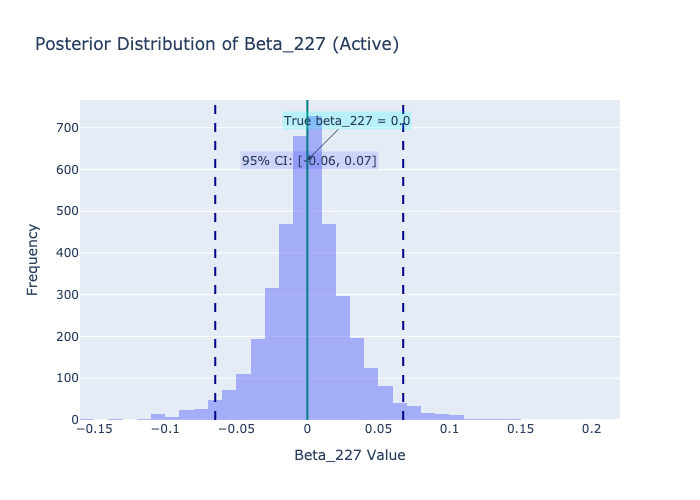 Posterior Distribution of Beta_227 (Active)
True beta_227 = 0.0
95% CI: [-0.06, 0.07]
Frequency
700
600
500
400
300
200
100
0
−0.15 −0.1 −0.05 0 0.05 0.1 0.15 0.2
Beta_227 Value